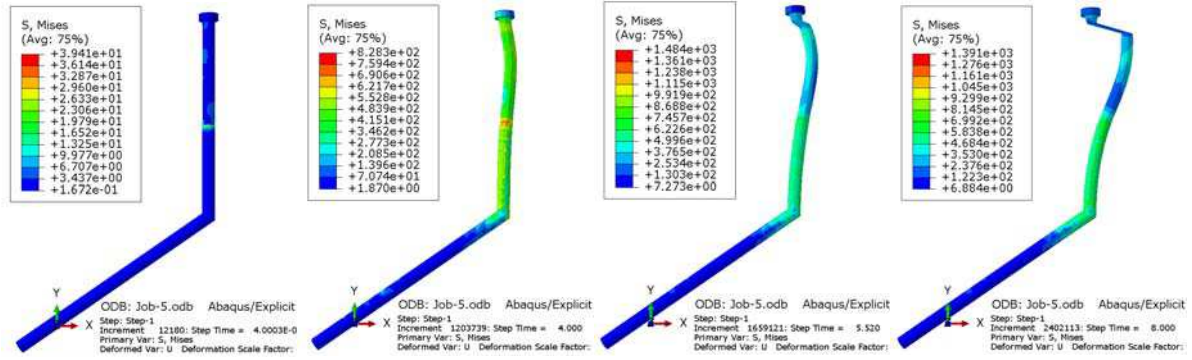 S, Mises
(Avg: 75%)
+3.941e+01
+3.614e+01
+3.287e+01
+2.960e+01
+2.633e+01
+2.306e+01
+1.979e+01
+1.652e+01
+1.325e+01
+9.977e+00
+6.707e+00
+3.437e+00
+1.672e-01
Y
X
ODB: Job-5.odb Abaqus/Explicit
Step: Step-1
Increment 12180: Step Time = 4.0003E-0
Primary Var: S, Mises
Deformed Var: U Deformation Scale Factor:
S, Mises
(Avg: 75%)
+8.283e+02
+7.594e+02
+6.906e+02
+6.217e+02
+5.528e+02
+4.839e+02
+4.151e+02
+3.462e+02
+2.773e+02
+2.085e+02
+1.396e+02
+7.074e+01
+1.870e+00
Y
X
ODB: Job-5.odb Abaqus/Explicit
Step: Step-1
Increment 1203739: Step Time = 4.000
Primary Var: S, Mises
Deformed Var: U Deformation Scale Factor:
S, Mises
(Avg: 75%)
+1.484e+03
+1.361e+03
+1.238e+03
+1.115e+03
+9.919e+02
+8.688e+02
+7.457e+02
+6.226e+02
+4.996e+02
+3.765e+02
+2.534e+02
+1.303e+02
+7.273e+00
Y
X
ODB: Job-5.odb Abaqus/Explicit
Step: Step-1
Increment 1659121: Step Time = 5.520
Primary Var: S, Mises
Deformed Var: U Deformation Scale Factor:
S, Mises
(Avg: 75%)
+1.391e+03
+1.276e+03
+1.161e+03
+1.045e+03
+9.299e+02
+8.145e+02
+6.992e+02
+5.838e+02
+4.684e+02
+3.530e+02
+2.376e+02
+1.223e+02
+6.884e+00
Y
X
ODB: Job-5.odb Abaqus/Explicit
Step: Step-1
Increment 2402113: Step Time = 8.000
Primary Var: S, Mises
Deformed Var: U Deformation Scale Factor: